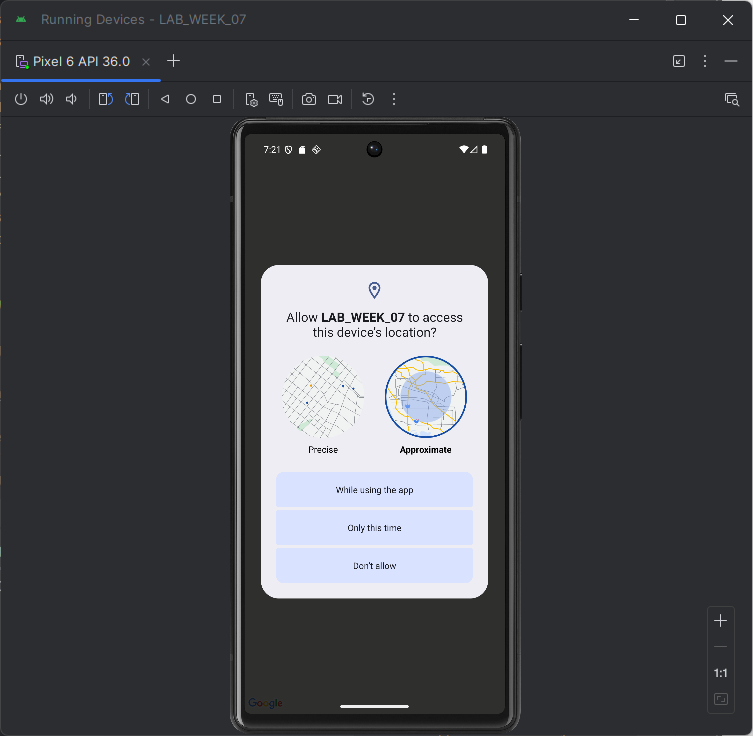 Running Devices - LAB_WEEK_07
Pixel 6 API 36.0
7:21
Allow LAB_WEEK_07 to access
this device's location?
Precise
Approximate
While using the app
Only this time
Don't allow
1:1
Google